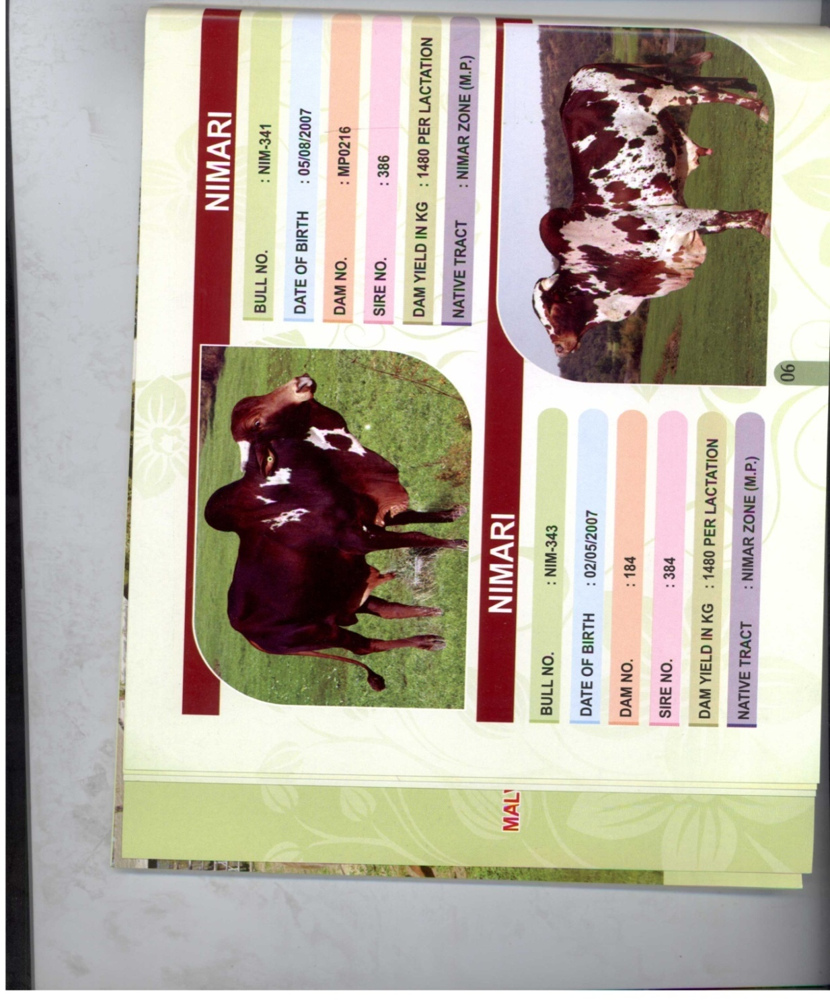 NIMARI
BULL NO. : NIM-341
DATE OF BIRTH : 05/08/2007
DAM NO. : MP0216
SIRE NO. : 386
DAM YIELD IN KG : 1480 PER LACTATION
NATIVE TRACT : NIMAR ZONE (M.P.)
NIMARI
BULL NO. : NIM-343
DATE OF BIRTH : 02/05/2007
DAM NO. : 184
SIRE NO. : 384
DAM YIELD IN KG : 1480 PER LACTATION
NATIVE TRACT : NIMAR ZONE (M.P.)
06